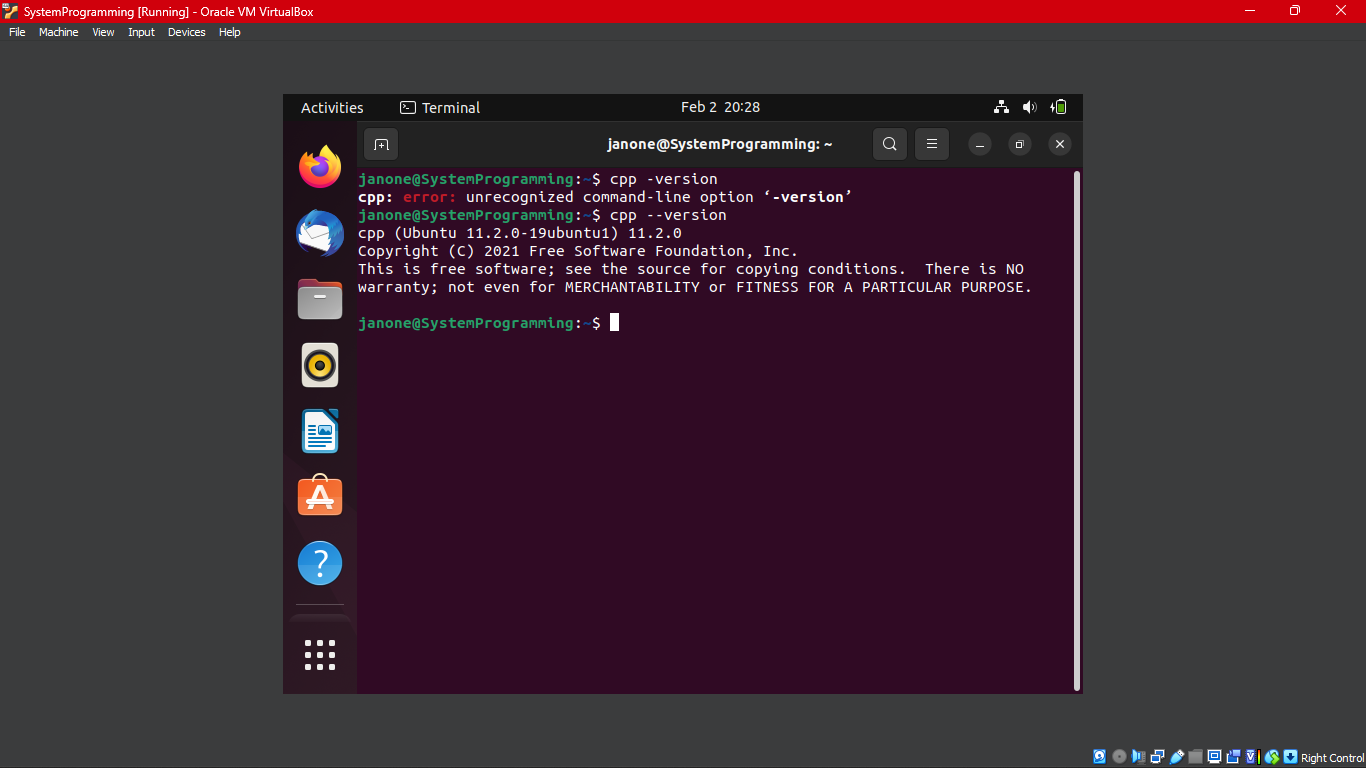 SystemProgramming [Running] - Oracle VM VirtualBox
File Machine View Input Devices Help
Activities Terminal Feb 2 20:28
janone@SystemProgramming: ~
janone@SystemProgramming:~$ cpp -version
cpp: error: unrecognized command-line option ‘-version’
janone@SystemProgramming:~$ cpp --version
cpp (Ubuntu 11.2.0-19ubuntu1) 11.2.0
Copyright (C) 2021 Free Software Foundation, Inc.
This is free software; see the source for copying conditions.  There is NO
warranty; not even for MERCHANTABILITY or FITNESS FOR A PARTICULAR PURPOSE.
janone@SystemProgramming:~$
Right Control